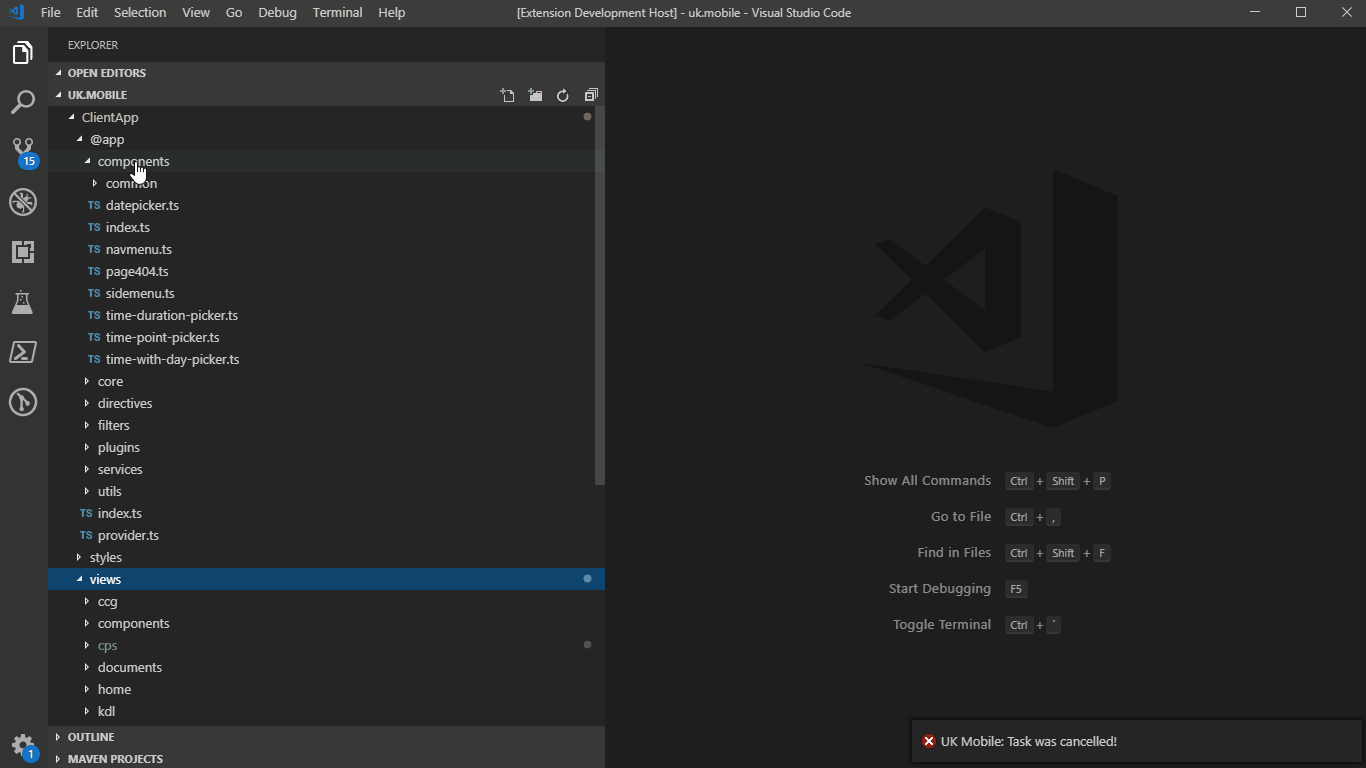 File Edit Selection View Go Debug Terminal Help [Extension Development Host] - uk.mobile - Visual Studio Code
EXPLORER
OPEN EDITORS
UK.MOBILE
ClientApp
@app
components
common
TS datepicker.ts
TS index.ts
TS navmenu.ts
TS page404.ts
TS sidemenu.ts
TS time-duration-picker.ts
TS time-point-picker.ts
TS time-with-day-picker.ts
core
directives
filters
plugins
services
utils
TS index.ts
TS provider.ts
styles
views
ccg
components
cps
documents
home
kdl
OUTLINE
MAVEN PROJECTS
15
1
Show All Commands Ctrl + Shift + P
Go to File Ctrl + ,
Find in Files Ctrl + Shift + F
Start Debugging F5
Toggle Terminal Ctrl + `
UK Mobile: Task was cancelled!